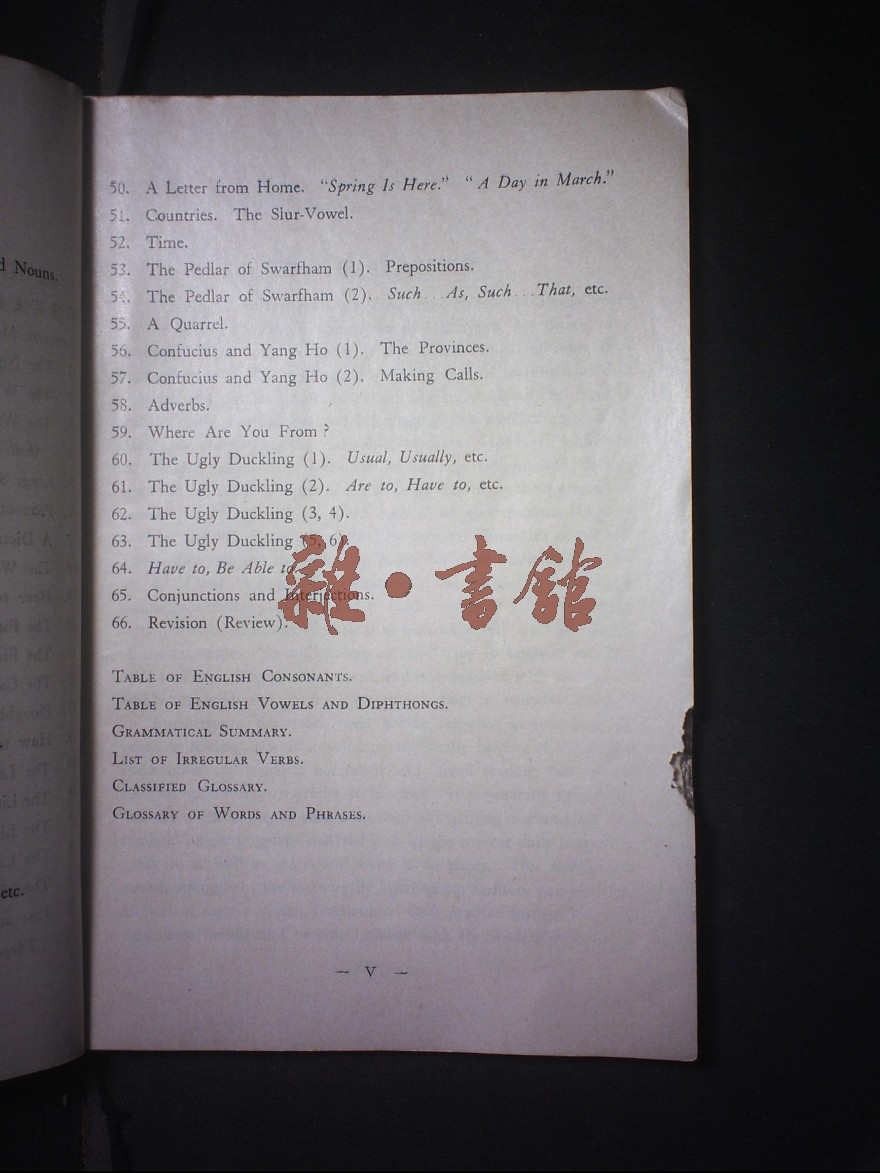 50. A Letter from Home. "Spring Is Here." "A Day in March."
51. Countries. The Slur-Vowel.
52. Time.
53. The Pedlar of Swarfham (1). Prepositions.
54. The Pedlar of Swarfham (2). Such...As, Such...That, etc.
55. A Quarrel.
56. Confucius and Yang Ho (1). The Provinces.
57. Confucius and Yang Ho (2). Making Calls.
58. Adverbs.
59. Where Are You From?
60. The Ugly Duckling (1). Usual, Usually, etc.
61. The Ugly Duckling (2). Are to, Have to, etc.
62. The Ugly Duckling (3, 4).
63. The Ugly Duckling (5, 6).
64. Have to, Be Able to
65. Conjunctions and Interjections.
66. Revision (Review).
雜·書館
TABLE OF ENGLISH CONSONANTS.
TABLE OF ENGLISH VOWELS AND DIPHTHONGS.
GRAMMATICAL SUMMARY.
LIST OF IRREGULAR VERBS.
CLASSIFIED GLOSSARY.
GLOSSARY OF WORDS AND PHRASES.
— V —
Nouns.
etc.